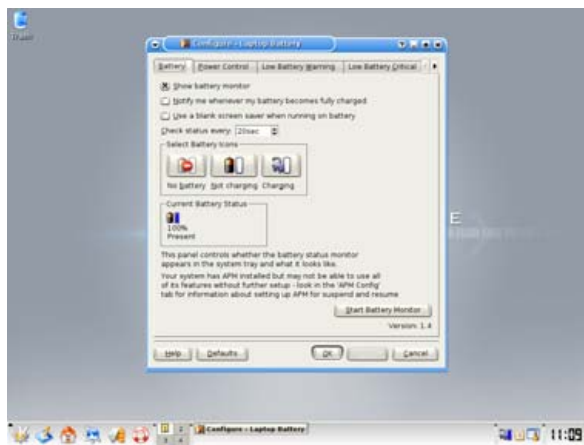 Trash
Configure - Laptop Battery
Battery Power Control Low Battery Warning Low Battery Critical
Show battery monitor
Notify me whenever my battery becomes fully charged
Use a blank screen saver when running on battery
Check status every: 20sec
Select Battery Icons
No Battery Not charging Charging
Current Battery Status
100%
Present
This panel controls whether the battery status monitor
appears in the system tray and what it looks like.
Your system has APM installed but may not be able to use all
of its features without further setup - look in the 'APM Config'
tab for information about setting up APM for suspend and resume
Start Battery Monitor
Version: 1.4
Help Defaults OK Cancel
E
1 2
3 4
Configure - Laptop Battery
11:09